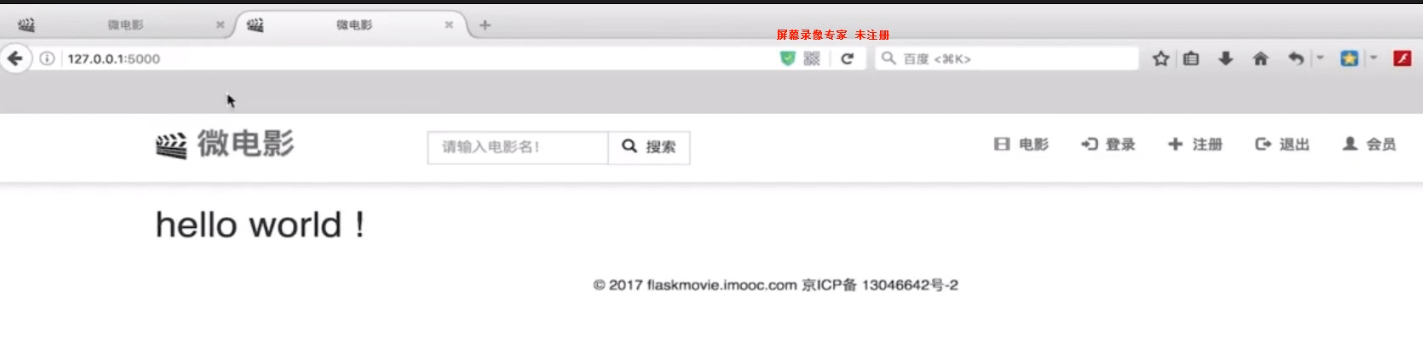 微电影
微电影
屏幕录像专家 未注册
127.0.0.1:5000
百度 <⌘K>
微电影
请输入电影名!
搜索
电影
登录
注册
退出
会员
hello world !
© 2017 flaskmovie.imooc.com 京ICP备 13046642号-2